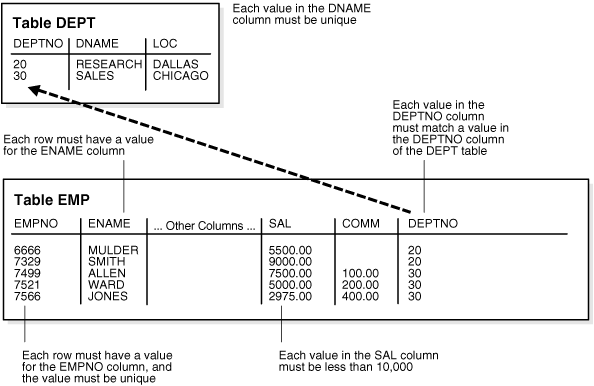 Table DEPT
DEPTNO DNAME LOC
20 RESEARCH DALLAS
30 SALES CHICAGO
Each value in the DNAME
column must be unique
Each row must have a value
for the ENAME column
Each value in the
DEPTNO column
must match a value in
the DEPTNO column
of the DEPT table
Table EMP
EMPNO ENAME ... Other Columns ... SAL COMM DEPTNO
6666 MULDER 5500.00 20
7329 SMITH 9000.00 20
7499 ALLEN 7500.00 100.00 30
7521 WARD 5000.00 200.00 30
7566 JONES 2975.00 400.00 30
Each row must have a value
for the EMPNO column, and
the value must be unique
Each value in the SAL column
must be less than 10,000